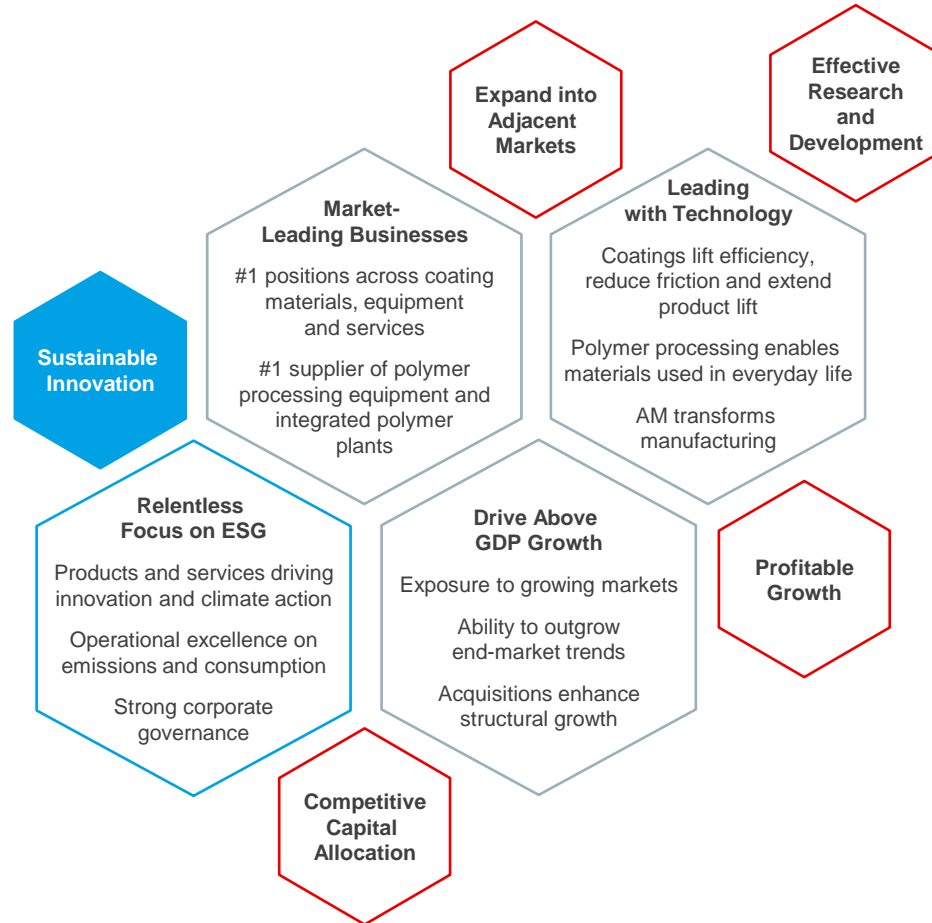 Expand into
Adjacent
Markets
Effective
Research
and
Development
Market-
Leading Businesses
#1 positions across coating
materials, equipment
and services
#1 supplier of polymer
processing equipment and
integrated polymer
plants
Leading
with Technology
Coatings lift efficiency,
reduce friction and extend
product lift
Polymer processing enables
materials used in everyday life
AM transforms
manufacturing
Sustainable
Innovation
Relentless
Focus on ESG
Products and services driving
innovation and climate action
Operational excellence on
emissions and consumption
Strong corporate
governance
Drive Above
GDP Growth
Exposure to growing markets
Ability to outgrow
end-market trends
Acquisitions enhance
structural growth
Profitable
Growth
Competitive
Capital
Allocation